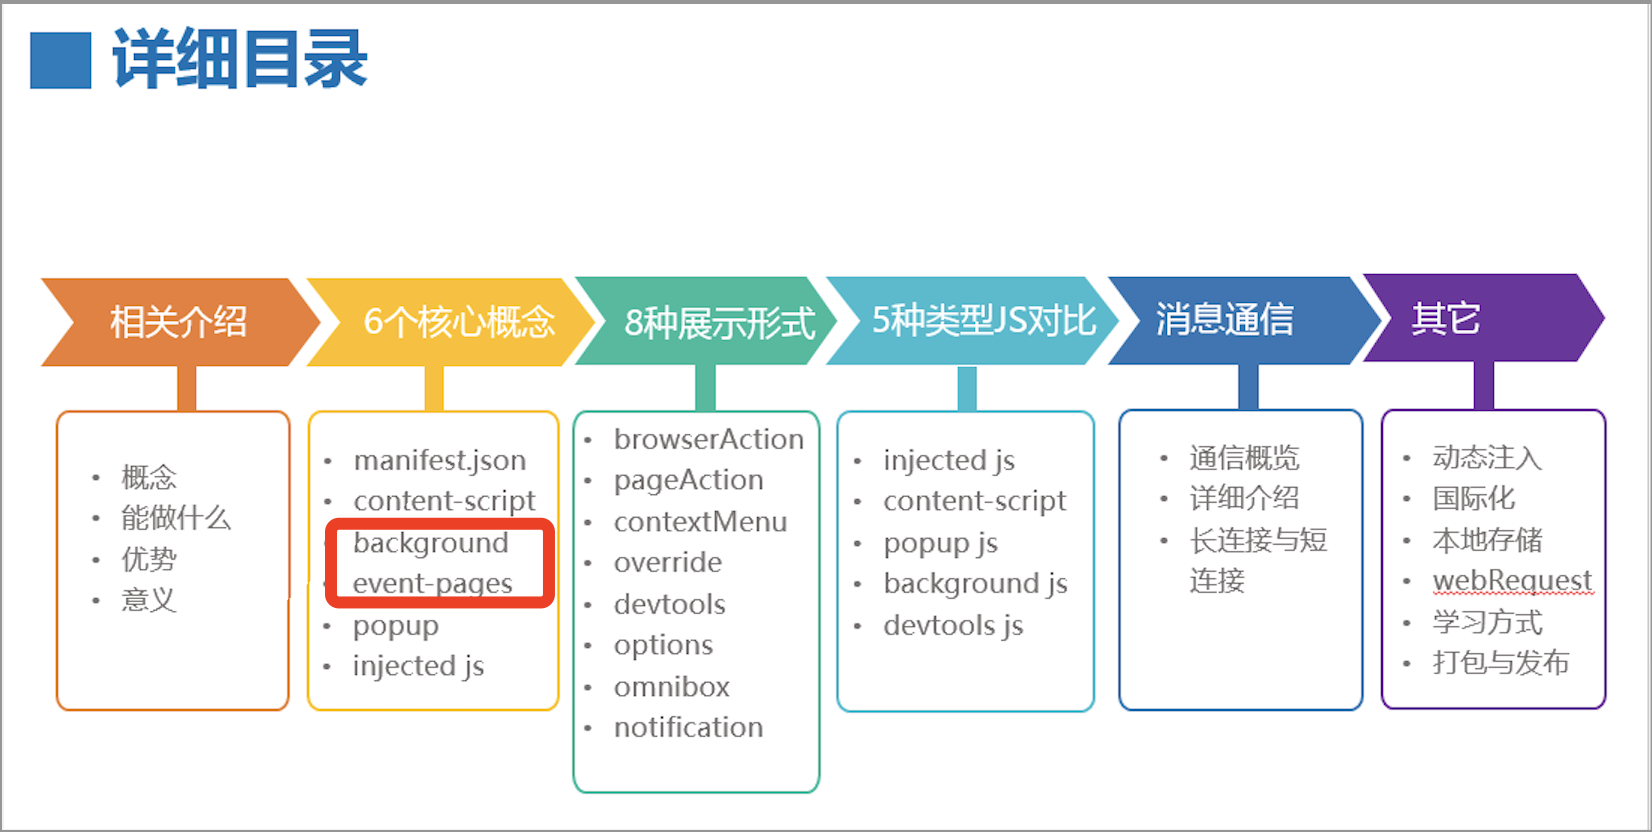 详细目录
相关介绍
概念
能做什么
优势
意义
6个核心概念
manifest.json
content-script
background
event-pages
popup
injected js
8种展示形式
browserAction
pageAction
contextMenu
override
devtools
options
omnibox
notification
5种类型JS对比
injected js
content-script
popup js
background js
devtools js
消息通信
通信概览
详细介绍
长连接与短
连接
其它
动态注入
国际化
本地存储
webRequest
学习方式
打包与发布